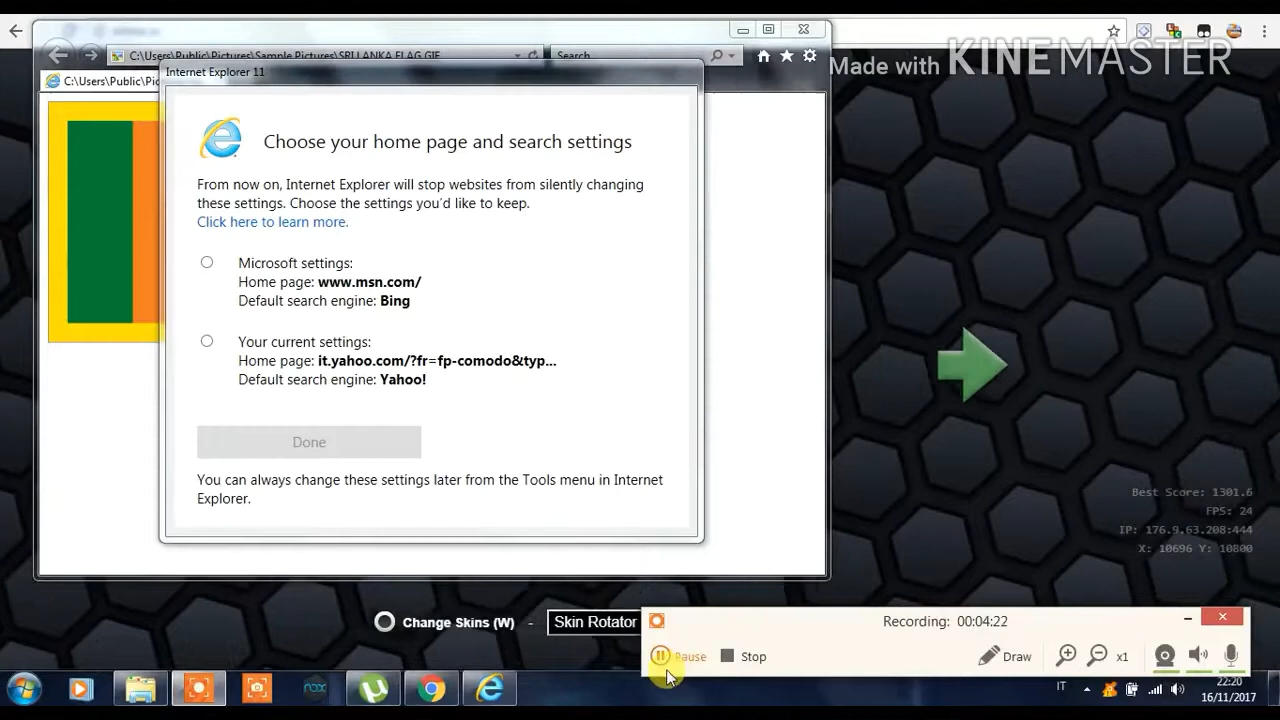 C:\Users\Public\Pictures\Sample Pictures\SRI LANKA FLAG.GIF
Search
Made with KINEMASTER
C:\Users\Public\Pic
Internet Explorer 11
Choose your home page and search settings
From now on, Internet Explorer will stop websites from silently changing
these settings. Choose the settings you'd like to keep.
Click here to learn more.
Microsoft settings:
Home page: www.msn.com/
Default search engine: Bing
Your current settings:
Home page: it.yahoo.com/?fr=fp-comodo&typ...
Default search engine: Yahoo!
Done
You can always change these settings later from the Tools menu in Internet
Explorer.
Best Score: 1301.6
FPS: 24
IP: 176.9.63.208:444
X: 10696 Y: 10800
Change Skins (W) - Skin Rotator
Recording: 00:04:22
Pause
Stop
Draw
x1
nox
IT
22:20
16/11/2017